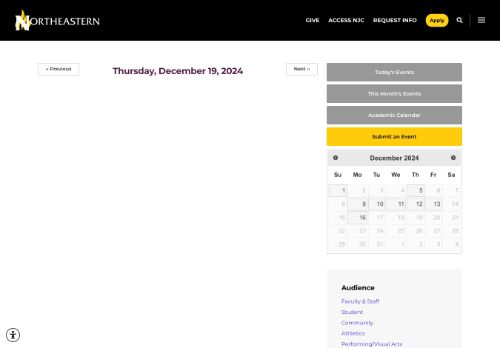 NORTHEASTERN
GIVE ACCESS NJC REQUEST INFO Apply
‹‹ Previous Thursday, December 19, 2024 Next ››
Today's Events
This Month's Events
Academic Calendar
Submit an Event
December 2024
Su Mo Tu We Th Fr Sa
1 2 3 4 5 6 7
8 9 10 11 12 13 14
15 16 17 18 19 20 21
22 23 24 25 26 27 28
29 30 31 1 2 3 4
Audience
Faculty & Staff
Student
Community
Athletics
Performing/Visual Arts